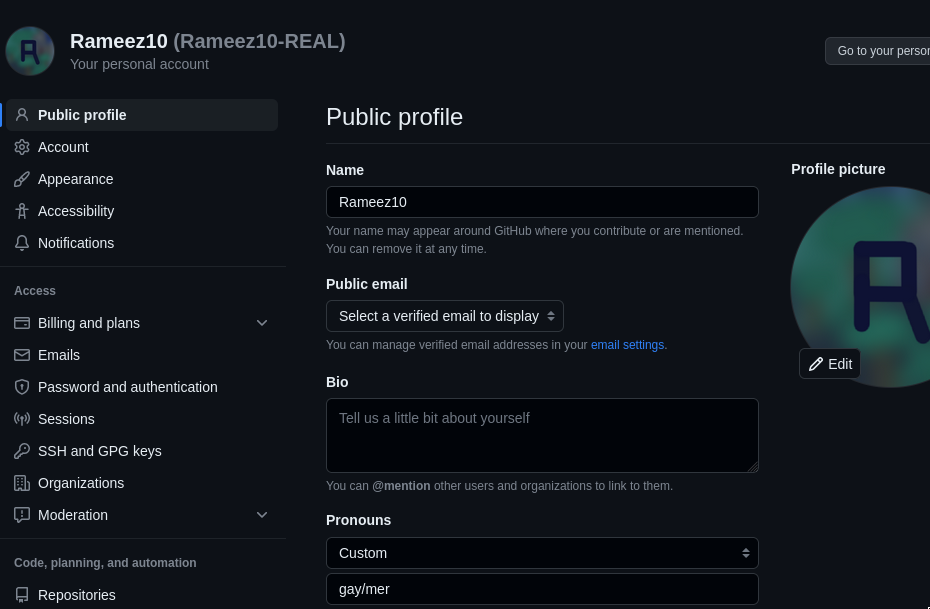 Rameez10 (Rameez10-REAL)
Your personal account
Go to your person
Public profile
Account
Appearance
Accessibility
Notifications
Access
Billing and plans
Emails
Password and authentication
Sessions
SSH and GPG keys
Organizations
Moderation
Code, planning, and automation
Repositories
Public profile
Name
Rameez10
Your name may appear around GitHub where you contribute or are mentioned.
You can remove it at any time.
Public email
Select a verified email to display
You can manage verified email addresses in your email settings.
Bio
Tell us a little bit about yourself
You can @mention other users and organizations to link to them.
Pronouns
Custom
gay/mer
Profile picture
R
Edit